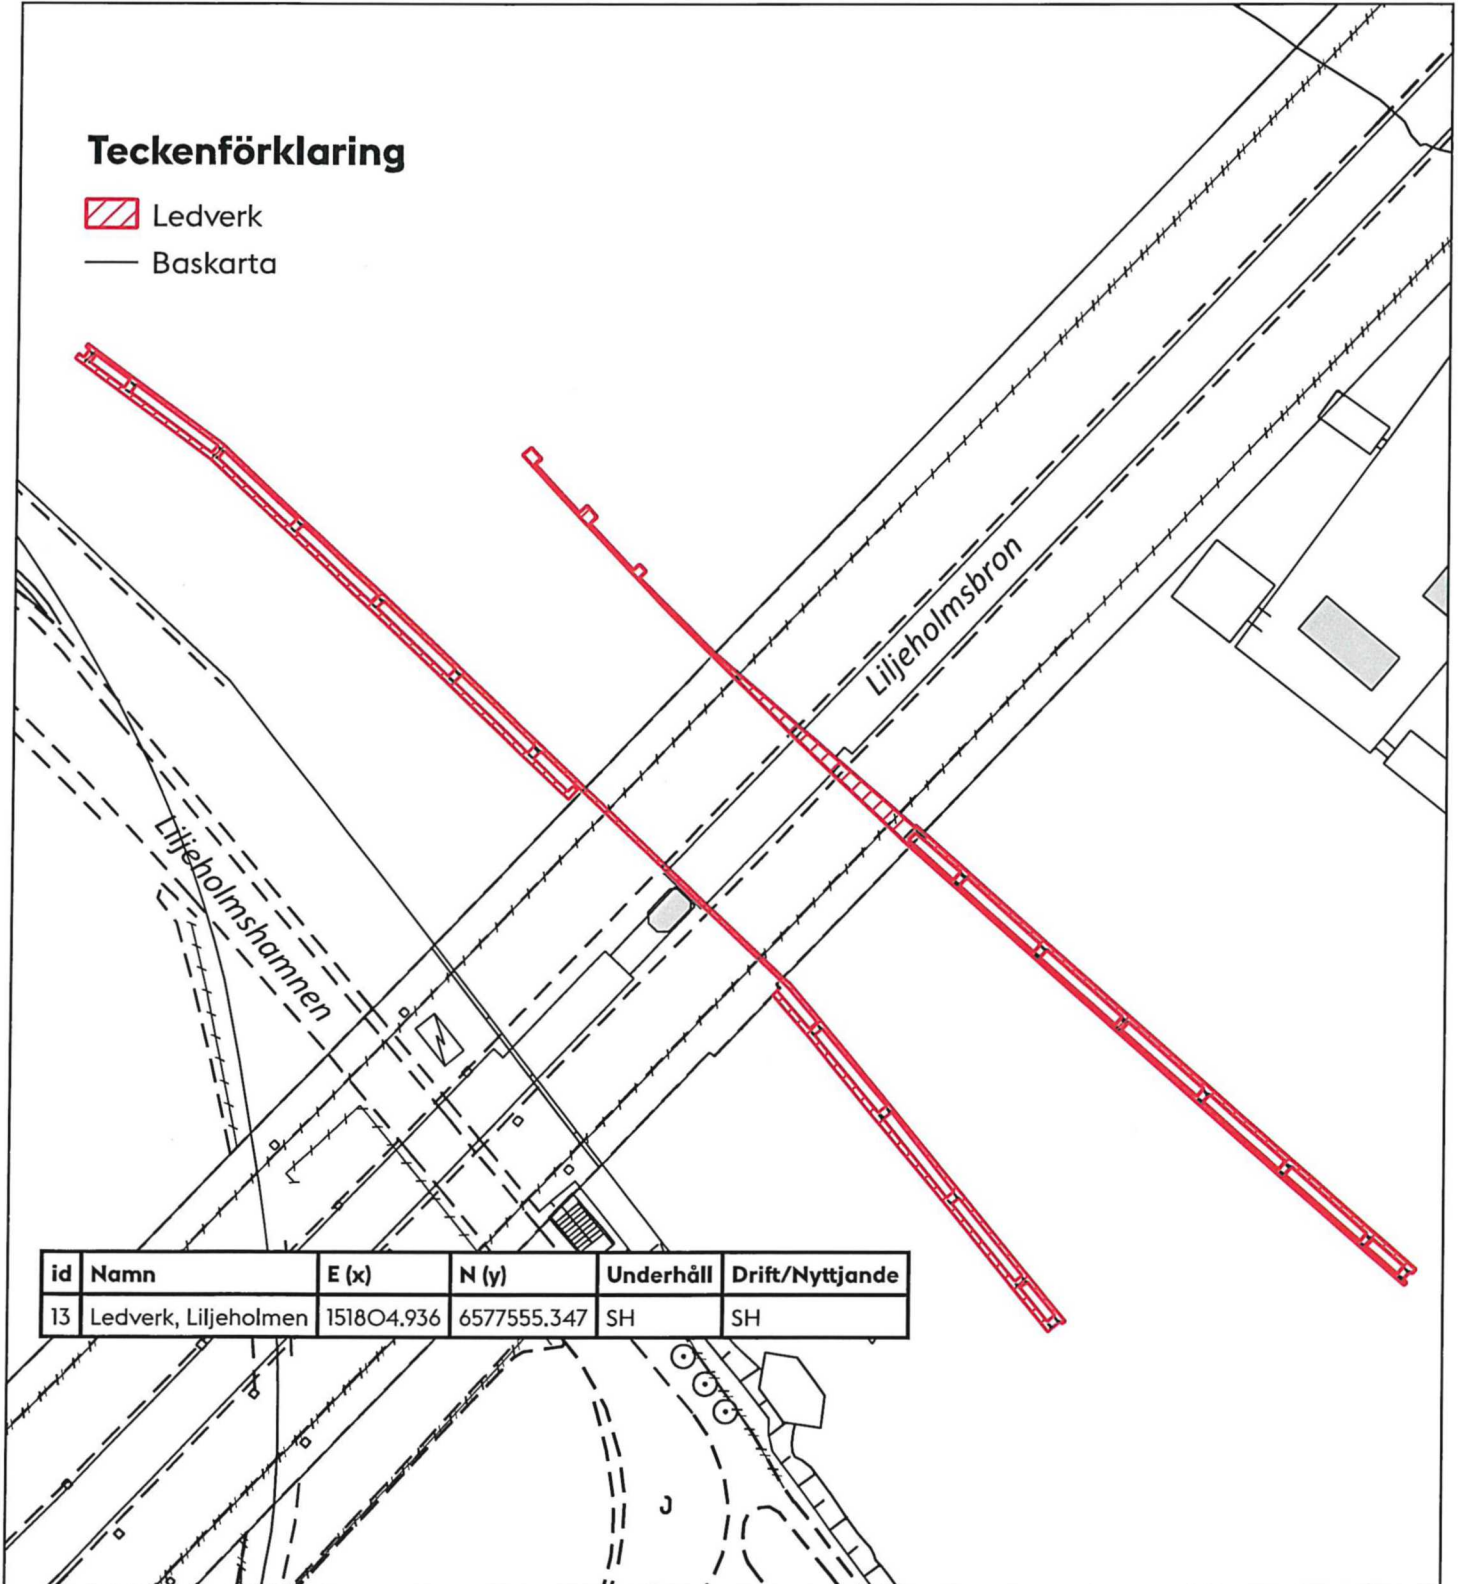 Teckenförklaring
Ledverk
Baskarta
Liljeholmsbron
Liljeholmshamnen
id Namn E (x) N (y) Underhåll Drift/Nyttjande
13 Ledverk, Liljeholmen 151804.936 6577555.347 SH SH